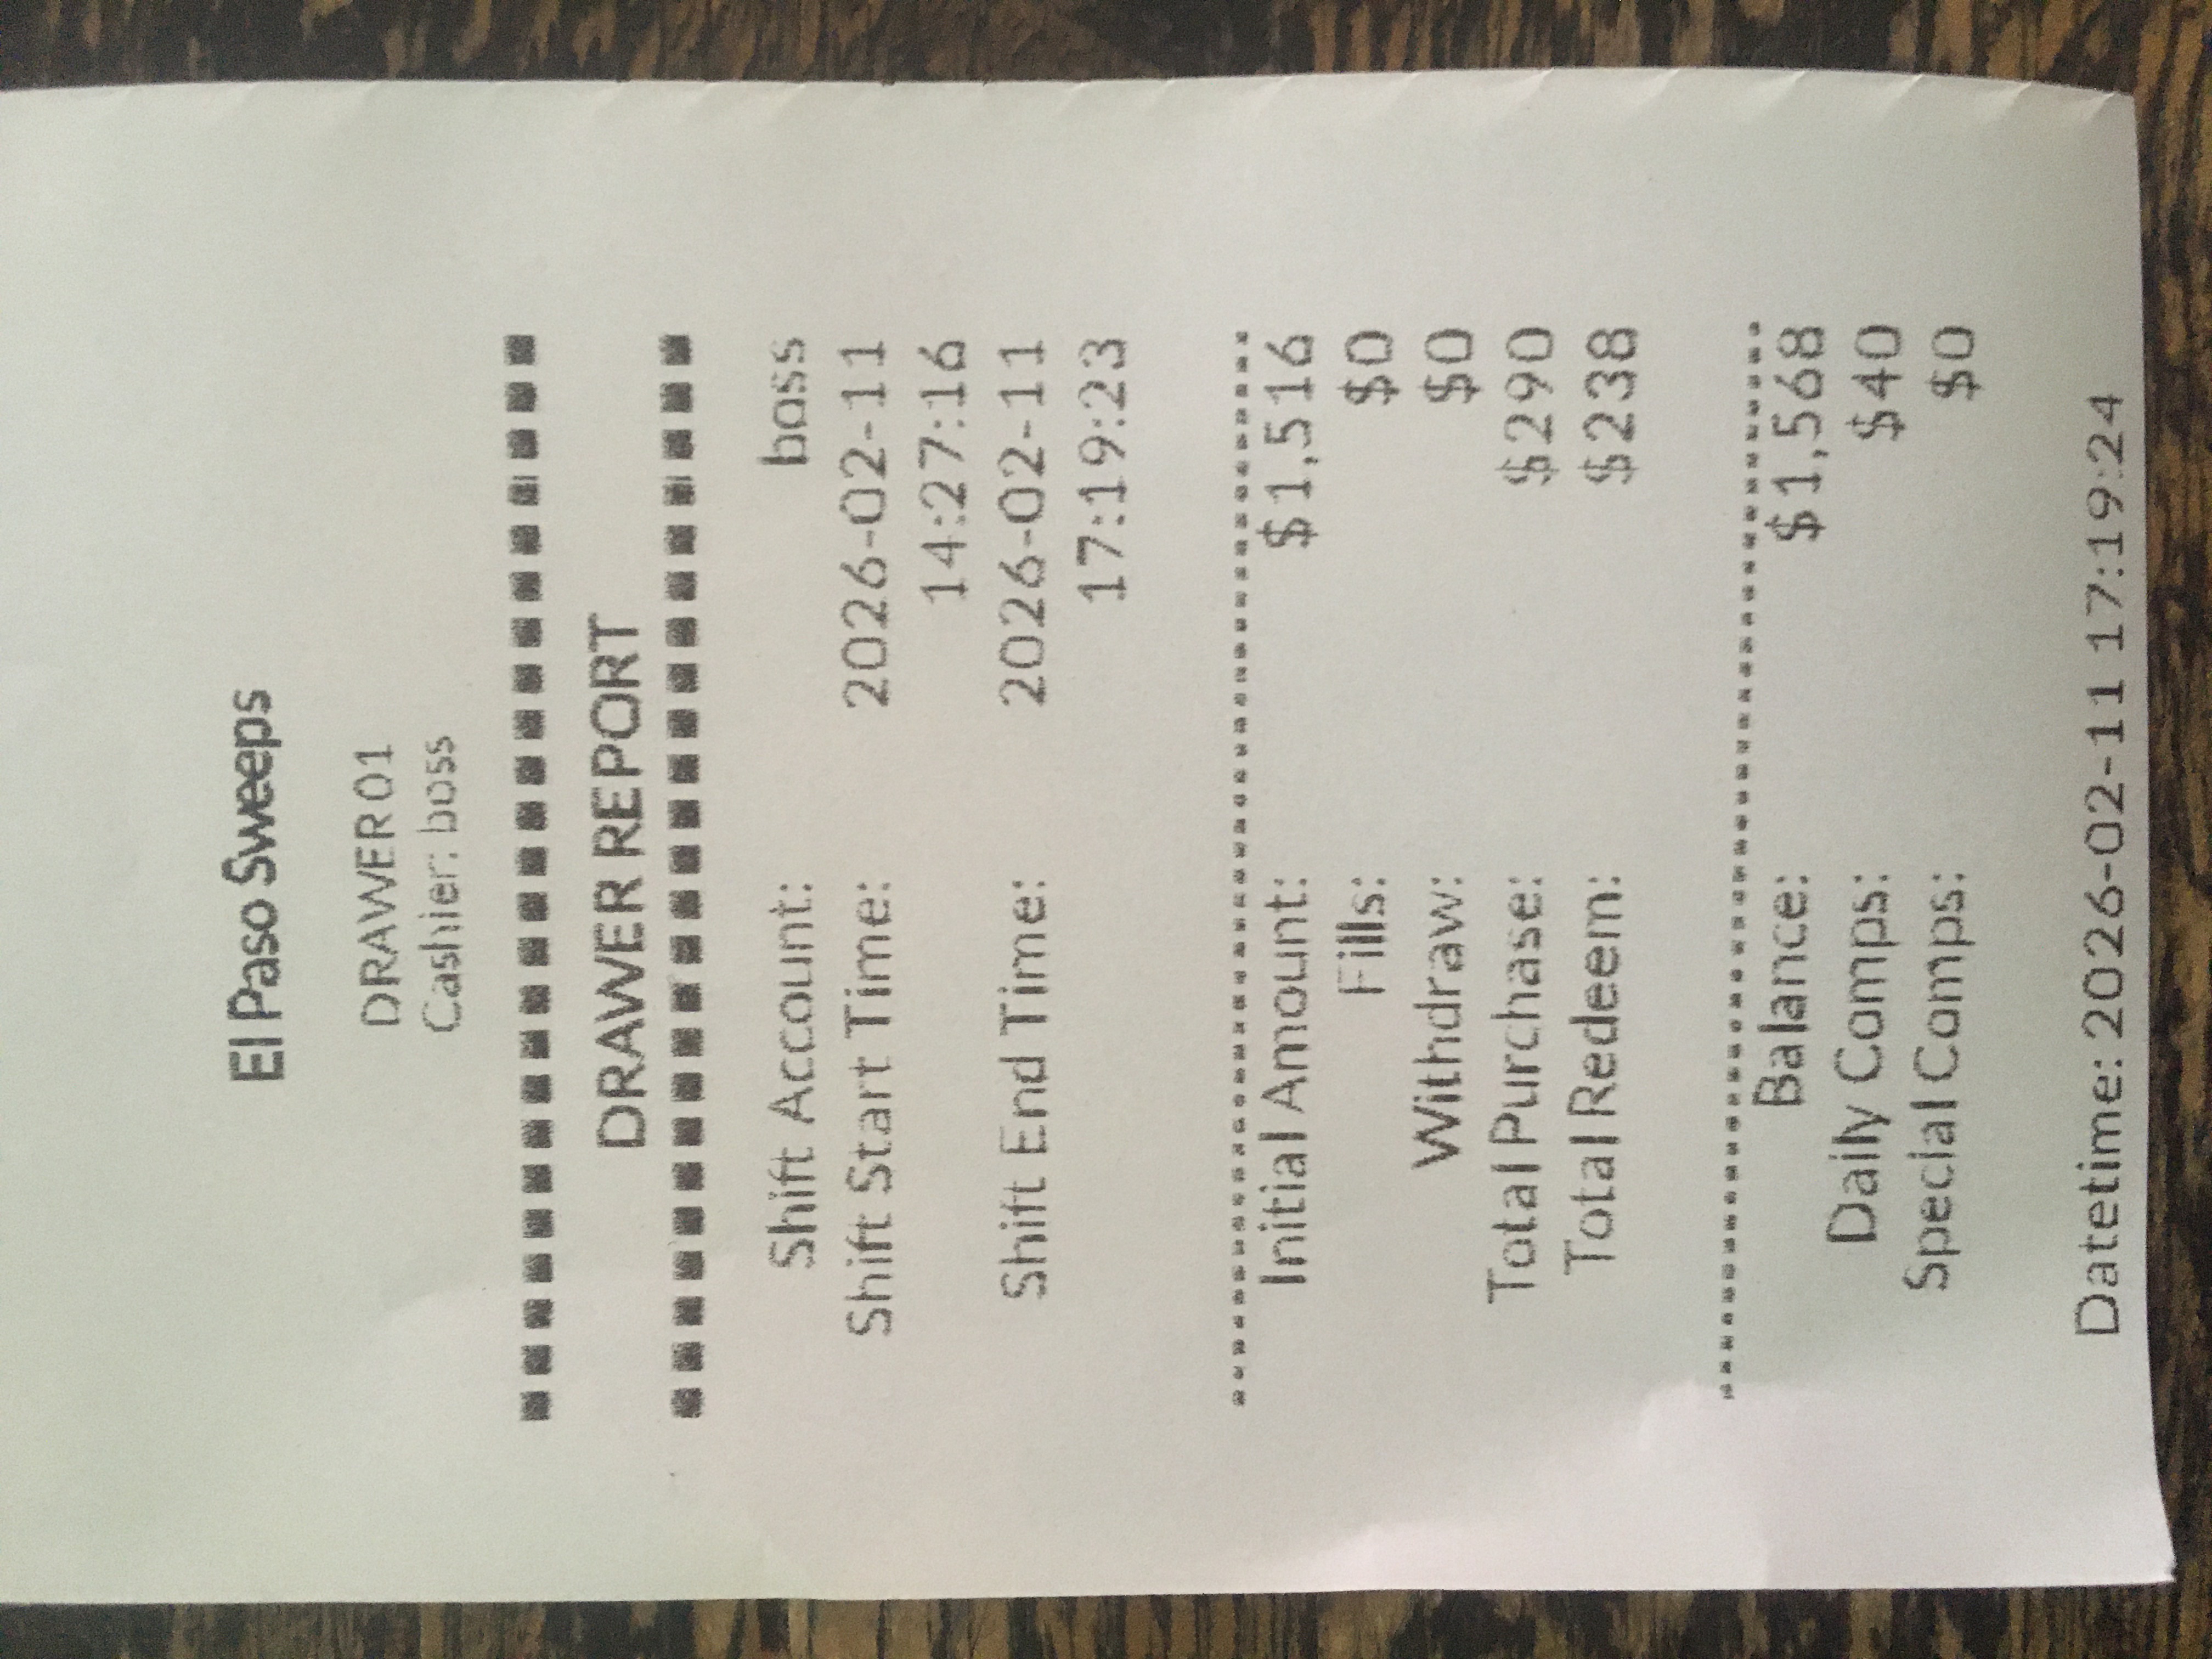 El Paso Sweeps
DRAWER01
Cashier: boss
DRAWER REPORT
Shift Account: boss
Shift Start Time: 2026-02-11
14:27:16
Shift End Time: 2026-02-11
17:19:23
Initial Amount: $1,516
Fills: $0
Withdraw: $0
Total Purchase: $290
Total Redeem: $238
Balance: $1,568
Daily Comps: $40
Special Comps: $0
Datetime: 2026-02-11 17:19:24